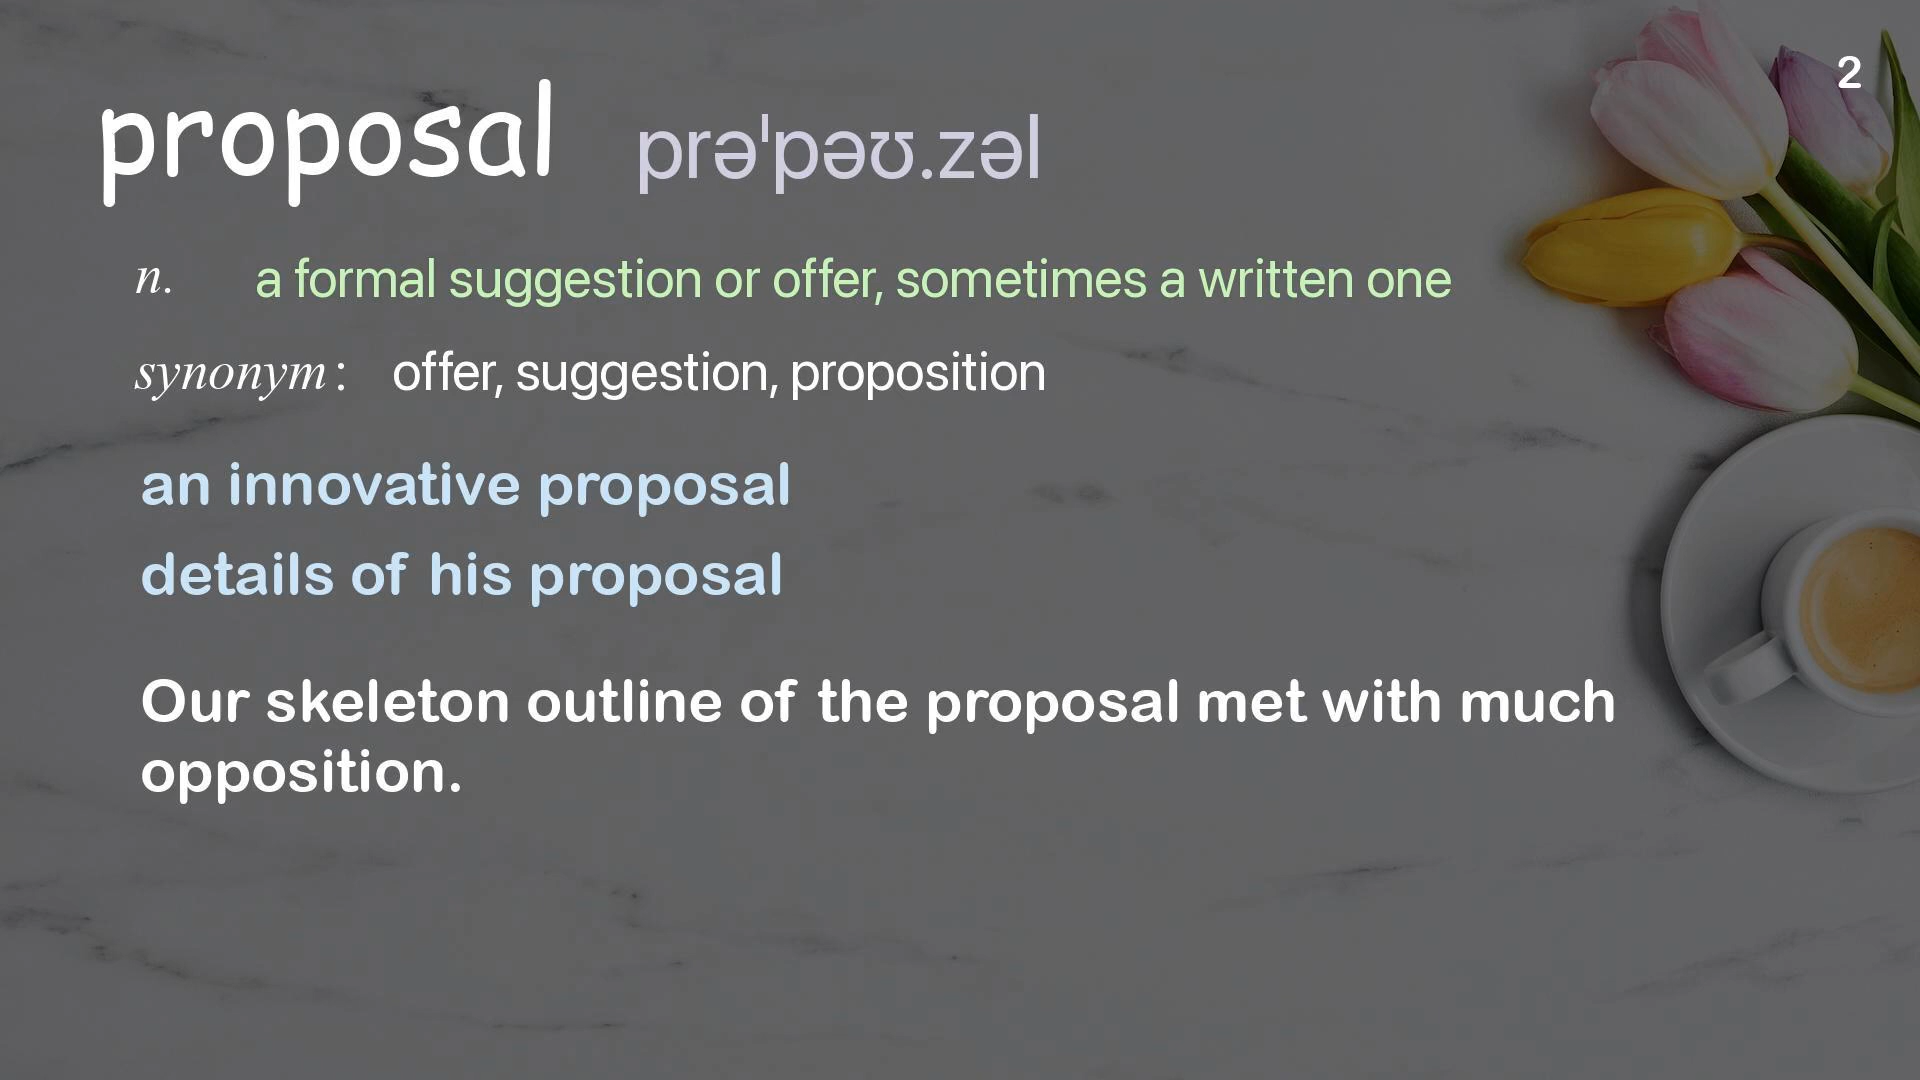 2
proposal prəˈpəʊ.zəl
n. a formal suggestion or offer, sometimes a written one
synonym: offer, suggestion, proposition
an innovative proposal
details of his proposal
Our skeleton outline of the proposal met with much
opposition.